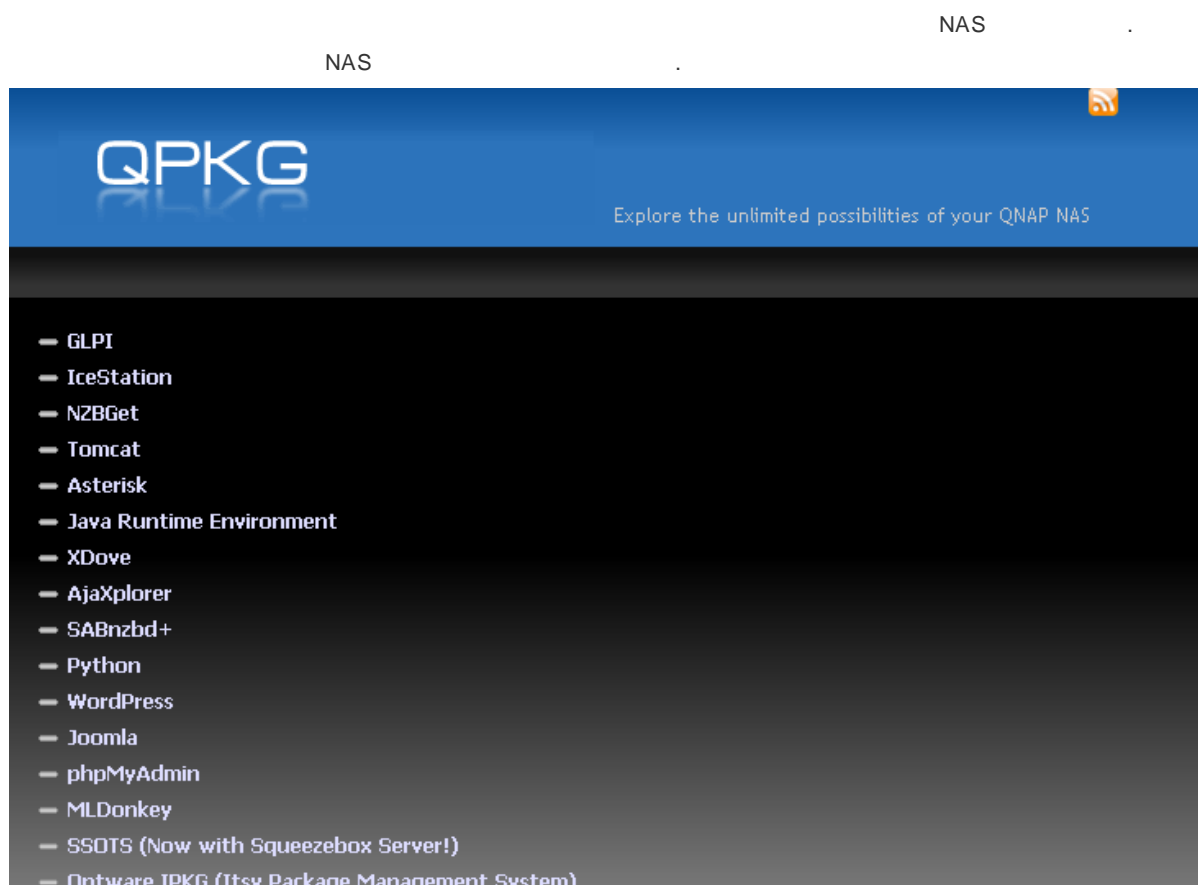 NAS .
NAS .
QPKG
Explore the unlimited possibilities of your QNAP NAS
GLPI
IceStation
NZBGet
Tomcat
Asterisk
Java Runtime Environment
XDove
AjaXplorer
SABnzbd+
Python
WordPress
Joomla
phpMyAdmin
MLDonkey
SSOTS (Now with Squeezebox Server!)
Optware IPKG (Itsy Package Management System)